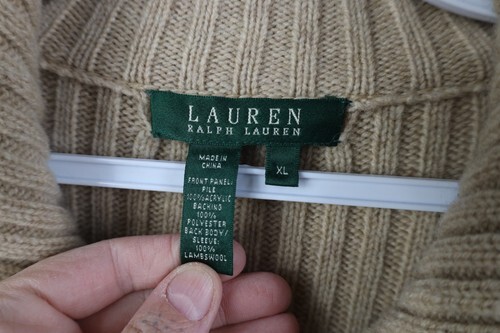 LAUREN
RALPH LAUREN
XL
MADE IN
CHINA
FRONT PANEL:
PILE
100% ACRYLIC
BACKING
100%
POLYESTER
BACK BODY/
SLEEVE:
100%
LAMBSWOOL